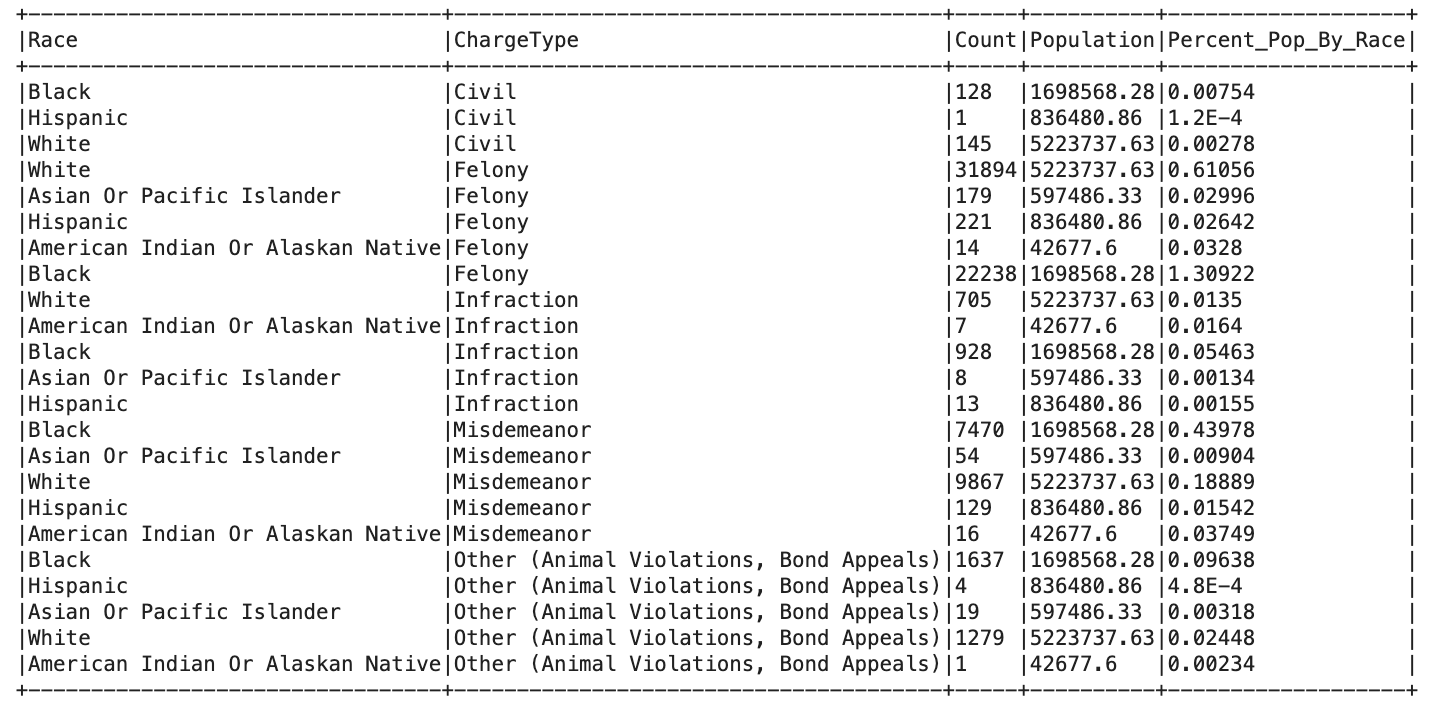 +---------------------------------+----------------------------------------+-----+----------+-------------------+
|Race                             |ChargeType                              |Count|Population|Percent_Pop_By_Race|
+---------------------------------+----------------------------------------+-----+----------+-------------------+
|Black                            |Civil                                   |128  |1698568.28|0.00754            |
|Hispanic                         |Civil                                   |1    |836480.86 |1.2E-4             |
|White                            |Civil                                   |145  |5223737.63|0.00278            |
|White                            |Felony                                  |31894|5223737.63|0.61056            |
|Asian Or Pacific Islander        |Felony                                  |179  |597486.33 |0.02996            |
|Hispanic                         |Felony                                  |221  |836480.86 |0.02642            |
|American Indian Or Alaskan Native|Felony                                  |14   |42677.6   |0.0328             |
|Black                            |Felony                                  |22238|1698568.28|1.30922            |
|White                            |Infraction                              |705  |5223737.63|0.0135             |
|American Indian Or Alaskan Native|Infraction                              |7    |42677.6   |0.0164             |
|Black                            |Infraction                              |928  |1698568.28|0.05463            |
|Asian Or Pacific Islander        |Infraction                              |8    |597486.33 |0.00134            |
|Hispanic                         |Infraction                              |13   |836480.86 |0.00155            |
|Black                            |Misdemeanor                             |7470 |1698568.28|0.43978            |
|Asian Or Pacific Islander        |Misdemeanor                             |54   |597486.33 |0.00904            |
|White                            |Misdemeanor                             |9867 |5223737.63|0.18889            |
|Hispanic                         |Misdemeanor                             |129  |836480.86 |0.01542            |
|American Indian Or Alaskan Native|Misdemeanor                             |16   |42677.6   |0.03749            |
|Black                            |Other (Animal Violations, Bond Appeals)|1637 |1698568.28|0.09638            |
|Hispanic                         |Other (Animal Violations, Bond Appeals)|4    |836480.86 |4.8E-4             |
|Asian Or Pacific Islander        |Other (Animal Violations, Bond Appeals)|19   |597486.33 |0.00318            |
|White                            |Other (Animal Violations, Bond Appeals)|1279 |5223737.63|0.02448            |
|American Indian Or Alaskan Native|Other (Animal Violations, Bond Appeals)|1    |42677.6   |0.00234            |
+---------------------------------+----------------------------------------+-----+----------+-------------------+